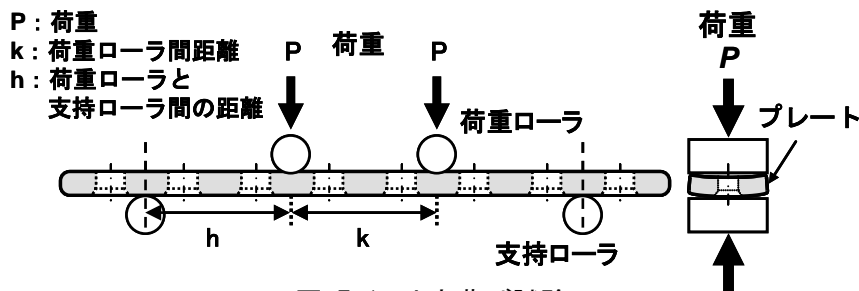 P：荷重
k：荷重ローラ間距離
h：荷重ローラと
支持ローラ間の距離
P 荷重 P
荷重ローラ
h k
支持ローラ
荷重
P
プレート